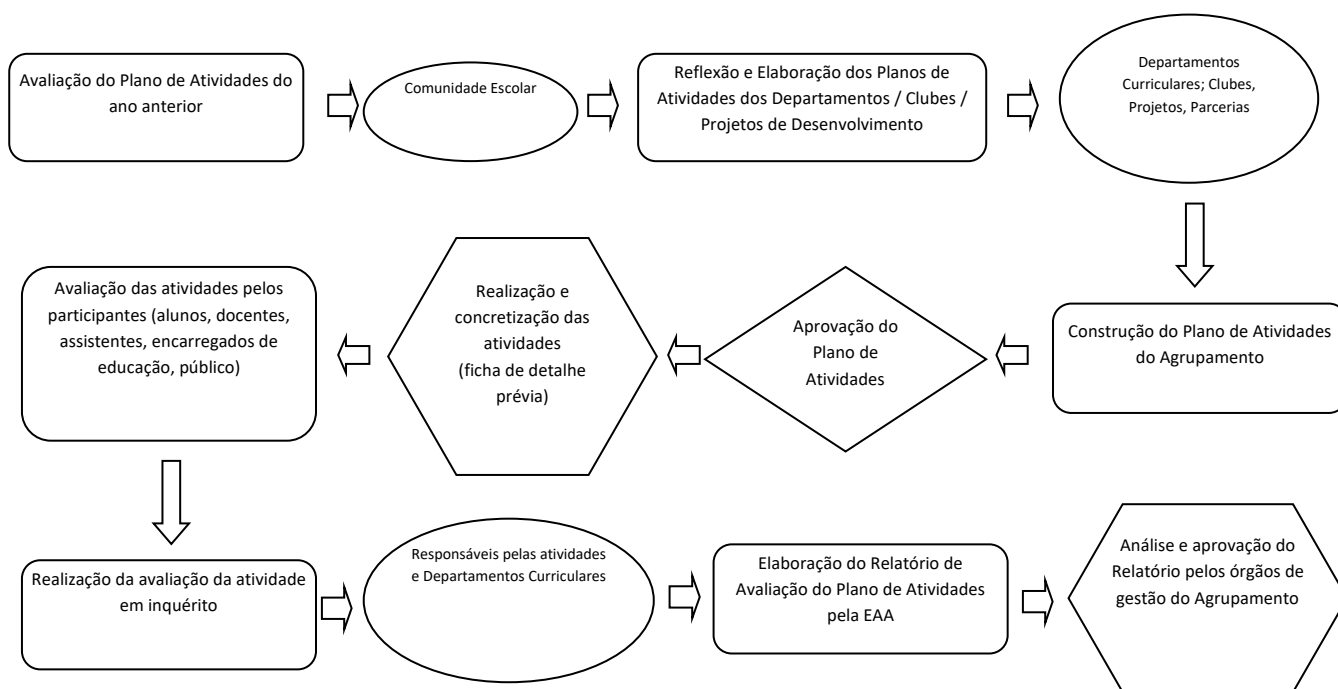 Avaliação do Plano de Atividades do
ano anterior
Comunidade Escolar
Reflexão e Elaboração dos Planos de
Atividades dos Departamentos / Clubes /
Projetos de Desenvolvimento
Departamentos
Curriculares; Clubes,
Projetos, Parcerias
Construção do Plano de Atividades
do Agrupamento
Aprovação do
Plano de
Atividades
Realização e
concretização das
atividades
(ficha de detalhe
prévia)
Avaliação das atividades pelos
participantes (alunos, docentes,
assistentes, encarregados de
educação, público)
Realização da avaliação da atividade
em inquérito
Responsáveis pelas atividades
e Departamentos Curriculares
Elaboração do Relatório de
Avaliação do Plano de Atividades
pela EAA
Análise e aprovação do
Relatório pelos órgãos de
gestão do Agrupamento